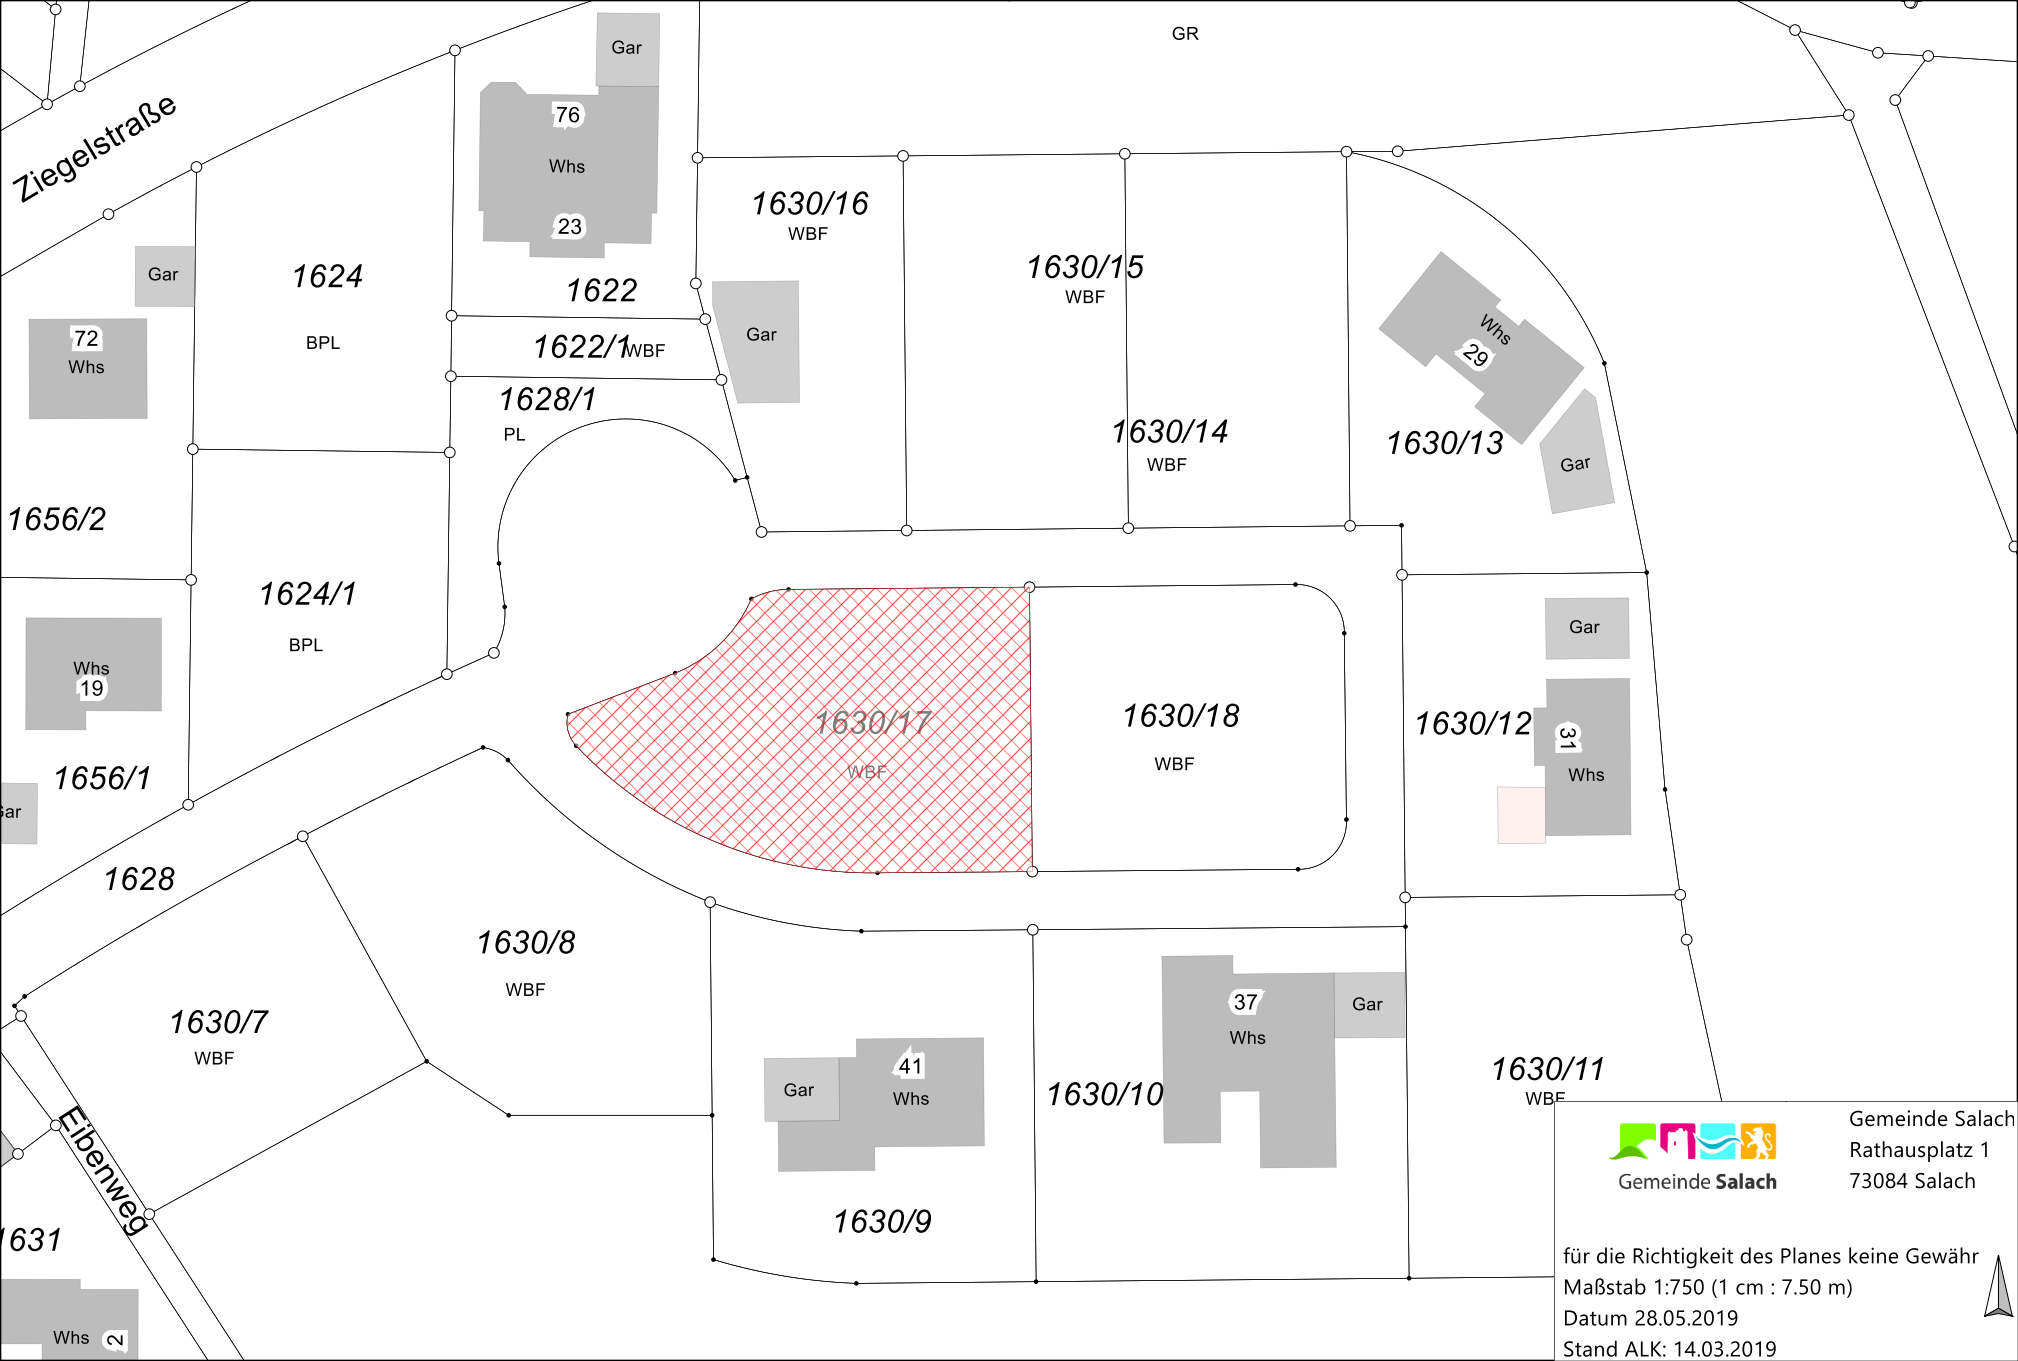 GR
Gar
76
Whs
23
Ziegelstraße
1630/16
WBF
1624
BPL
1622
1622/1
WBF
1628/1
PL
Gar
72
Whs
Gar
1630/15
WBF
1630/14
WBF
Whs
29
1630/13
Gar
1656/2
1624/1
BPL
Whs
19
1656/1
1628
1630/17
WBF
1630/18
WBF
1630/12
Gar
31
Whs
1630/8
WBF
1630/7
WBF
Eibenweg
Gar
41
Whs
1630/9
37
Whs
Gar
1630/10
1630/11
WBF
1631
Whs
2
Gemeinde Salach
Gemeinde Salach
Rathausplatz 1
73084 Salach
für die Richtigkeit des Planes keine Gewähr
Maßstab 1:750 (1 cm : 7.50 m)
Datum 28.05.2019
Stand ALK: 14.03.2019